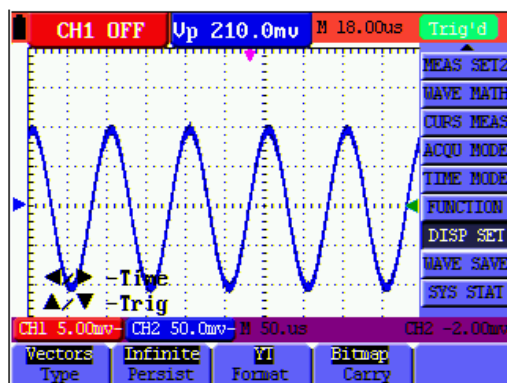 CH1 OFF
Vp 210.0mv
M 18.00us
Trig'd
MEAS SET2
WAVE MATH
CURS MEAS
ACQU MODE
TIME MODE
FUNCTION
DISP SET
WAVE SAVE
SYS STAT
◀/▶ -Time
▲/▼ -Trig
CH1 5.00mv-
CH2 50.0mv-
M 50.us
CH2 -2.00mv
Vectors
Type
Infinite
Persist
YT
Format
Bitmap
Carry